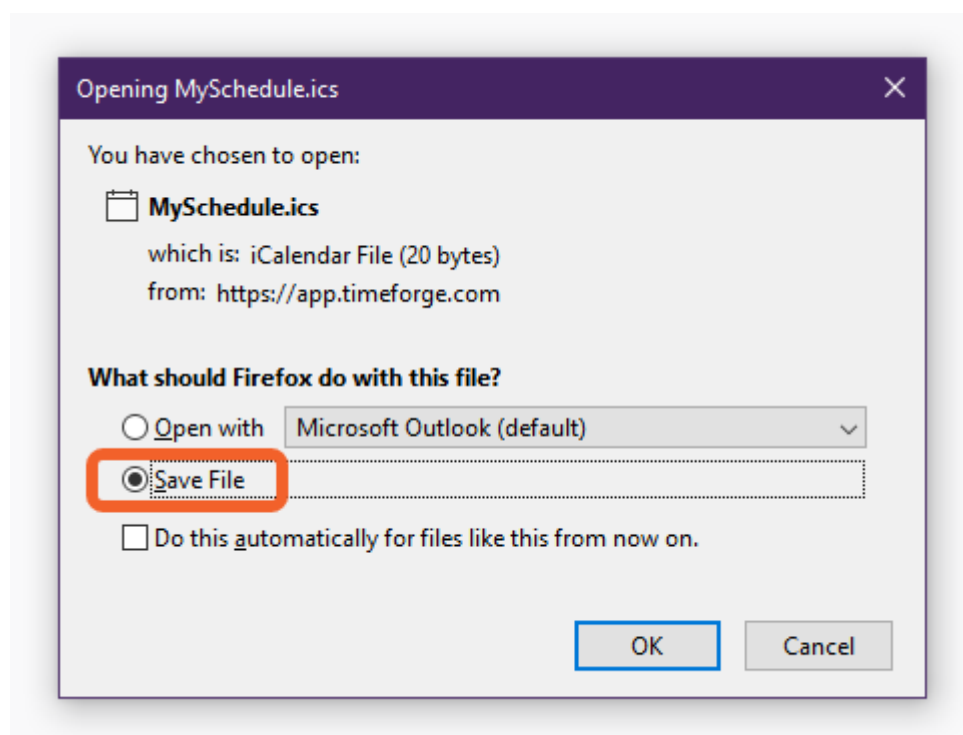 Opening MySchedule.ics
You have chosen to open:
MySchedule.ics
which is: iCalendar File (20 bytes)
from: https://app.timeforge.com
What should Firefox do with this file?
Open with Microsoft Outlook (default)
Save File
Do this automatically for files like this from now on.
OK Cancel